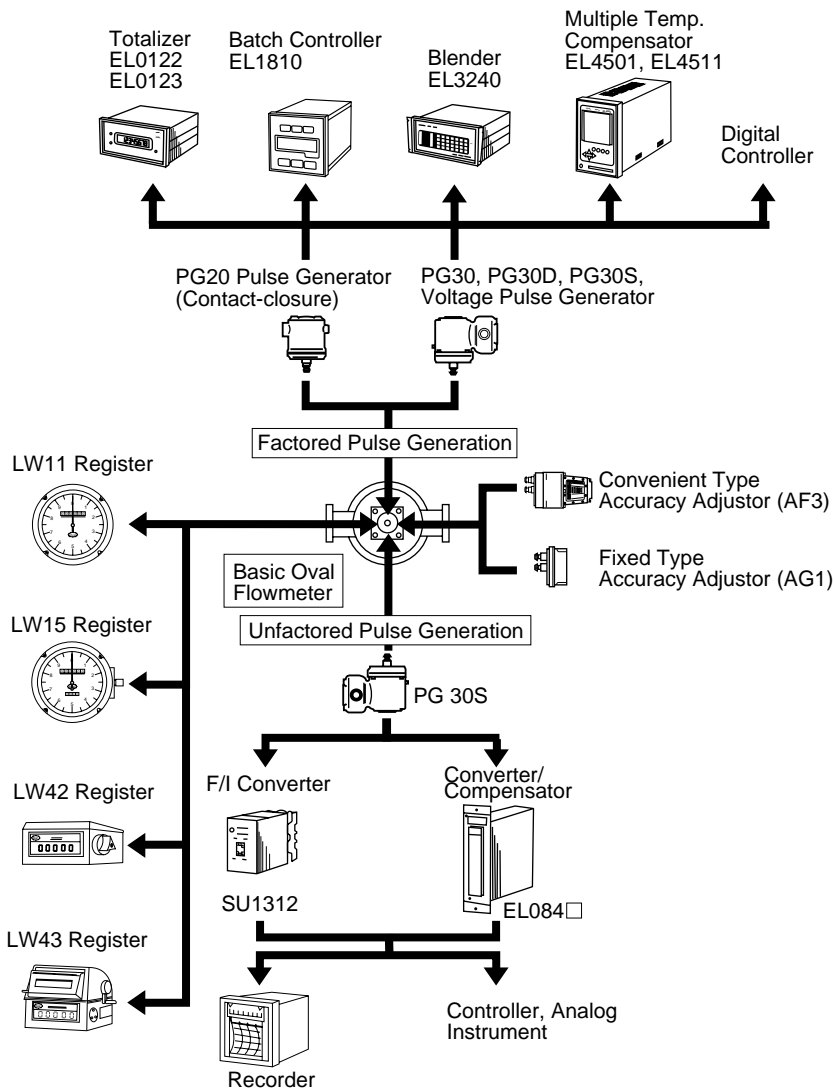 Totalizer
EL0122
EL0123
Batch Controller
EL1810
Blender
EL3240
Multiple Temp.
Compensator
EL4501, EL4511
Digital
Controller
PG20 Pulse Generator
(Contact-closure)
PG30, PG30D, PG30S,
Voltage Pulse Generator
Factored Pulse Generation
LW11 Register
Convenient Type
Accuracy Adjustor (AF3)
Fixed Type
Accuracy Adjustor (AG1)
Basic Oval
Flowmeter
Unfactored Pulse Generation
LW15 Register
PG 30S
F/I Converter
Converter/
Compensator
LW42 Register
00000
SU1312
EL084□
LW43 Register
00000
Controller, Analog
Instrument
Recorder